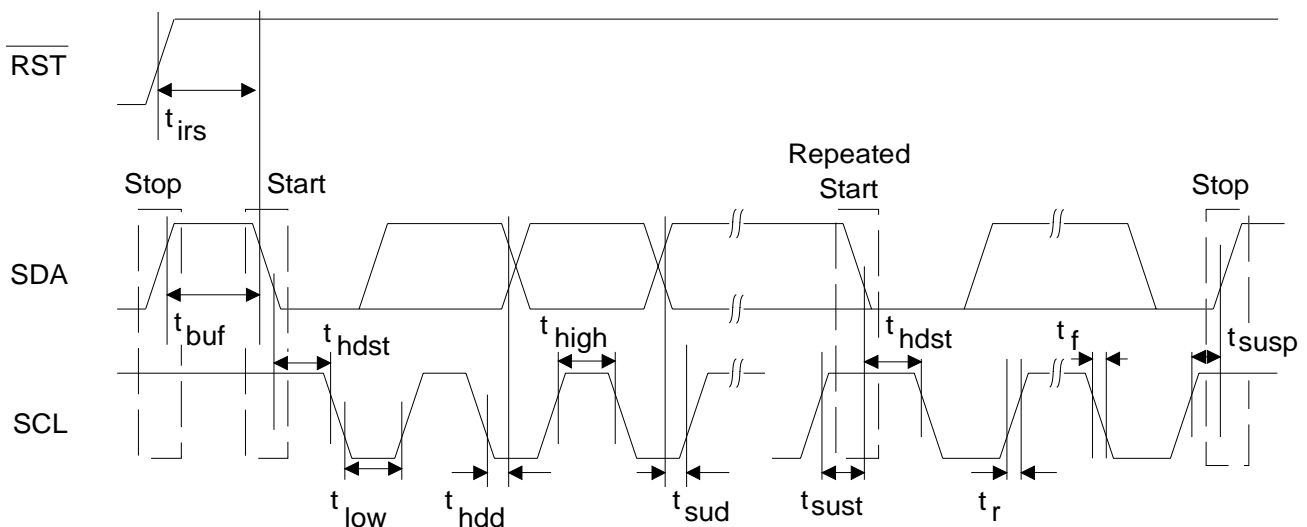 RST
t irs
Repeated
Start
Stop
Start
Stop
SDA
t buf
t hdst
t high
t hdst
t f
t susp
SCL
t low
t hdd
t sud
t sust
t r